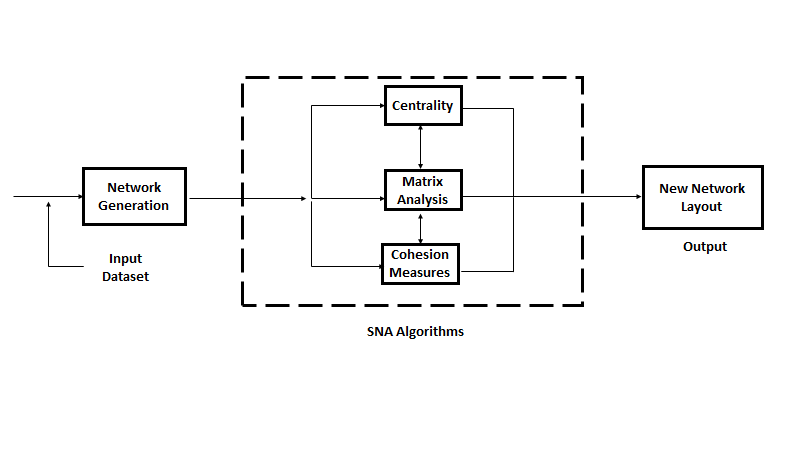 Network
Generation
Input
Dataset
Centrality
Matrix
Analysis
Cohesion
Measures
SNA Algorithms
New Network
Layout
Output